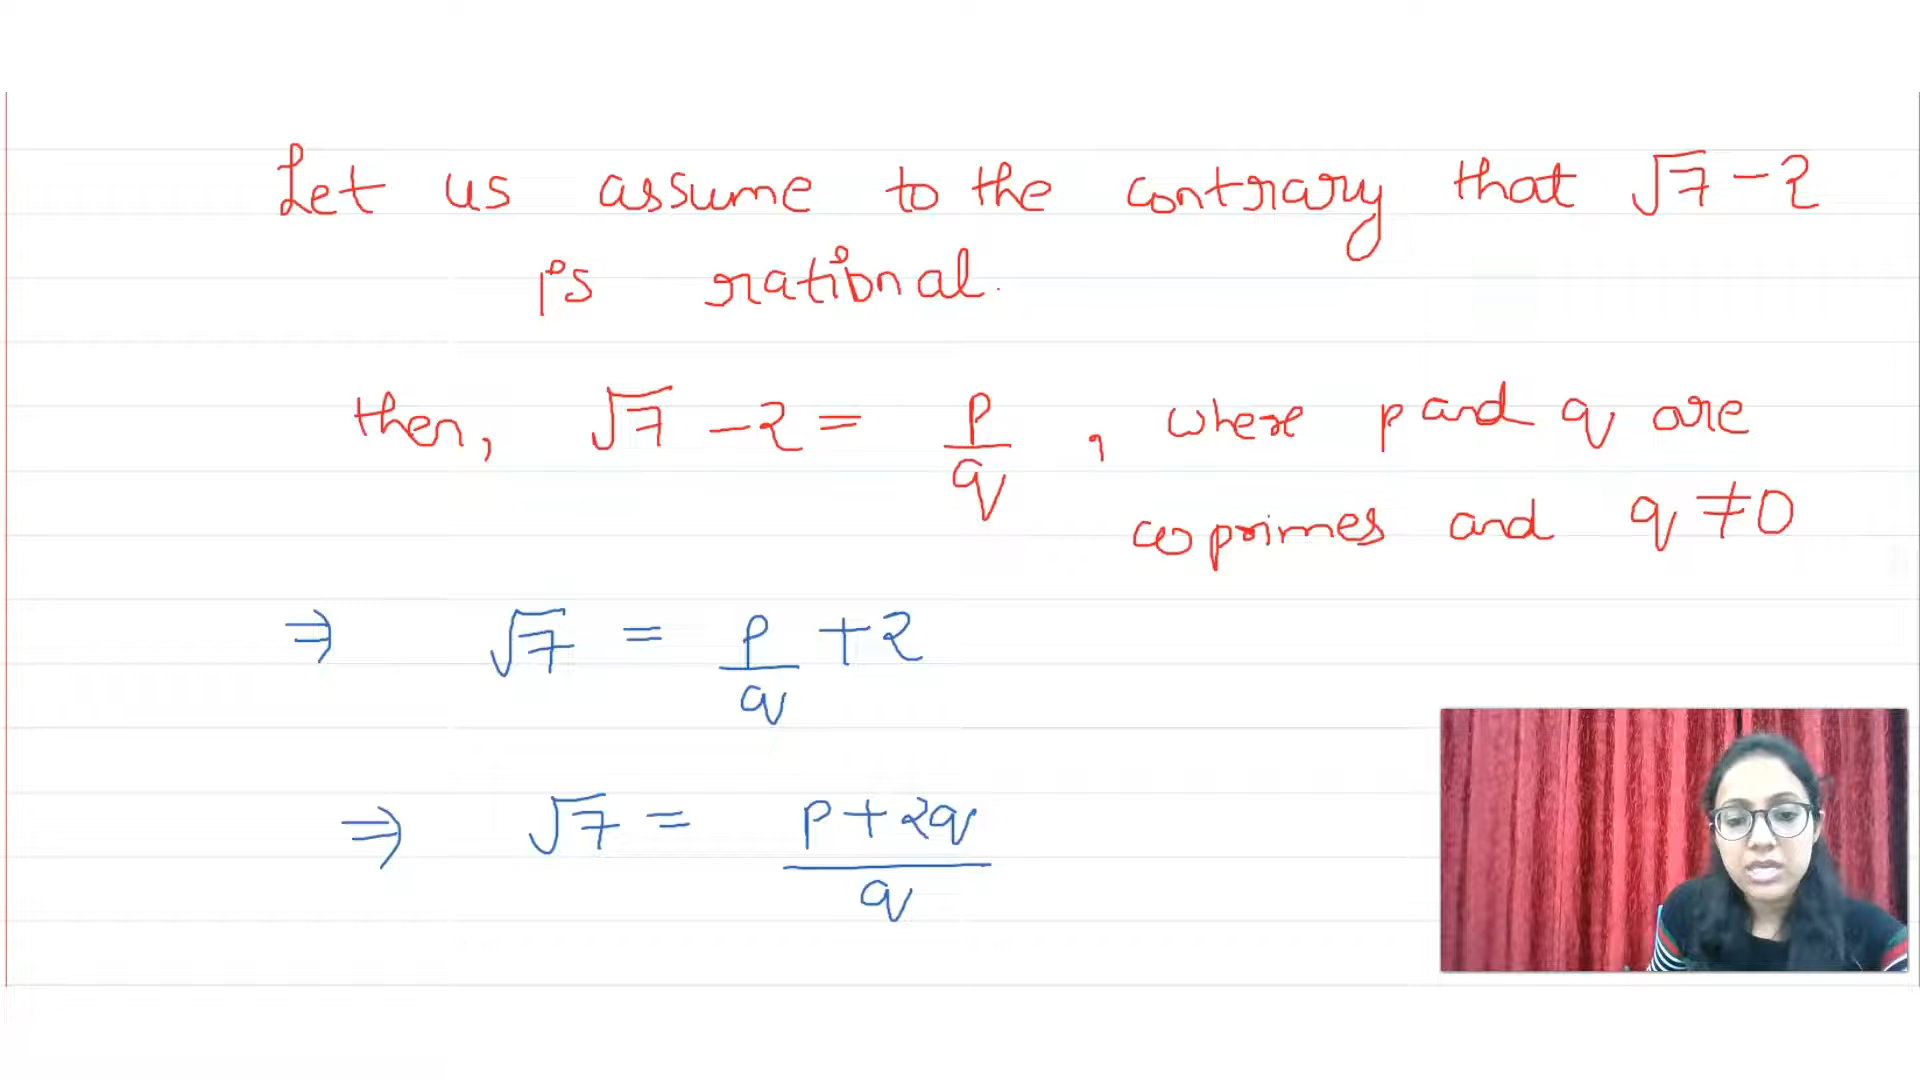 Let us assume to the contrary that √7 - 2
is rational.
then, √7 - 2 = p/q , where p and q are
coprimes and q ≠ 0
⇒ √7 = p/q + 2
⇒ √7 = (p + 2q)/q